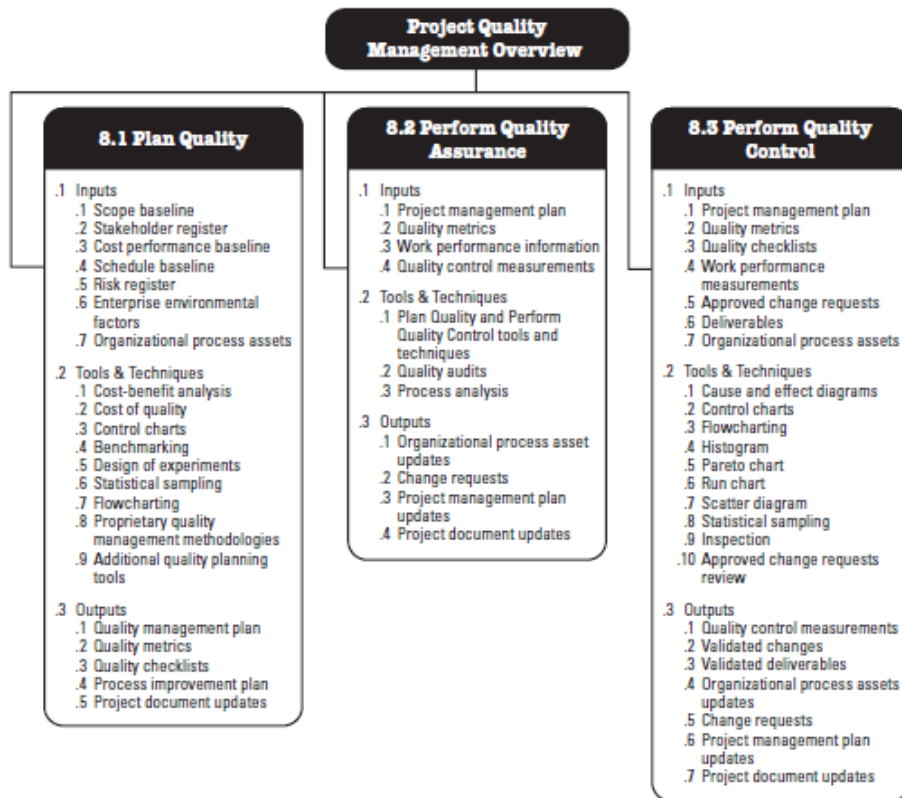 Project Quality
Management Overview
8.1 Plan Quality
.1 Inputs
.1 Scope baseline
.2 Stakeholder register
.3 Cost performance baseline
.4 Schedule baseline
.5 Risk register
.6 Enterprise environmental
factors
.7 Organizational process assets
.2 Tools & Techniques
.1 Cost-benefit analysis
.2 Cost of quality
.3 Control charts
.4 Benchmarking
.5 Design of experiments
.6 Statistical sampling
.7 Flowcharting
.8 Proprietary quality
management methodologies
.9 Additional quality planning
tools
.3 Outputs
.1 Quality management plan
.2 Quality metrics
.3 Quality checklists
.4 Process improvement plan
.5 Project document updates
8.2 Perform Quality
Assurance
.1 Inputs
.1 Project management plan
.2 Quality metrics
.3 Work performance information
.4 Quality control measurements
.2 Tools & Techniques
.1 Plan Quality and Perform
Quality Control tools and
techniques
.2 Quality audits
.3 Process analysis
.3 Outputs
.1 Organizational process asset
updates
.2 Change requests
.3 Project management plan
updates
.4 Project document updates
8.3 Perform Quality
Control
.1 Inputs
.1 Project management plan
.2 Quality metrics
.3 Quality checklists
.4 Work performance
measurements
.5 Approved change requests
.6 Deliverables
.7 Organizational process assets
.2 Tools & Techniques
.1 Cause and effect diagrams
.2 Control charts
.3 Flowcharting
.4 Histogram
.5 Pareto chart
.6 Run chart
.7 Scatter diagram
.8 Statistical sampling
.9 Inspection
.10 Approved change requests
review
.3 Outputs
.1 Quality control measurements
.2 Validated changes
.3 Validated deliverables
.4 Organizational process assets
updates
.5 Change requests
.6 Project management plan
updates
.7 Project document updates